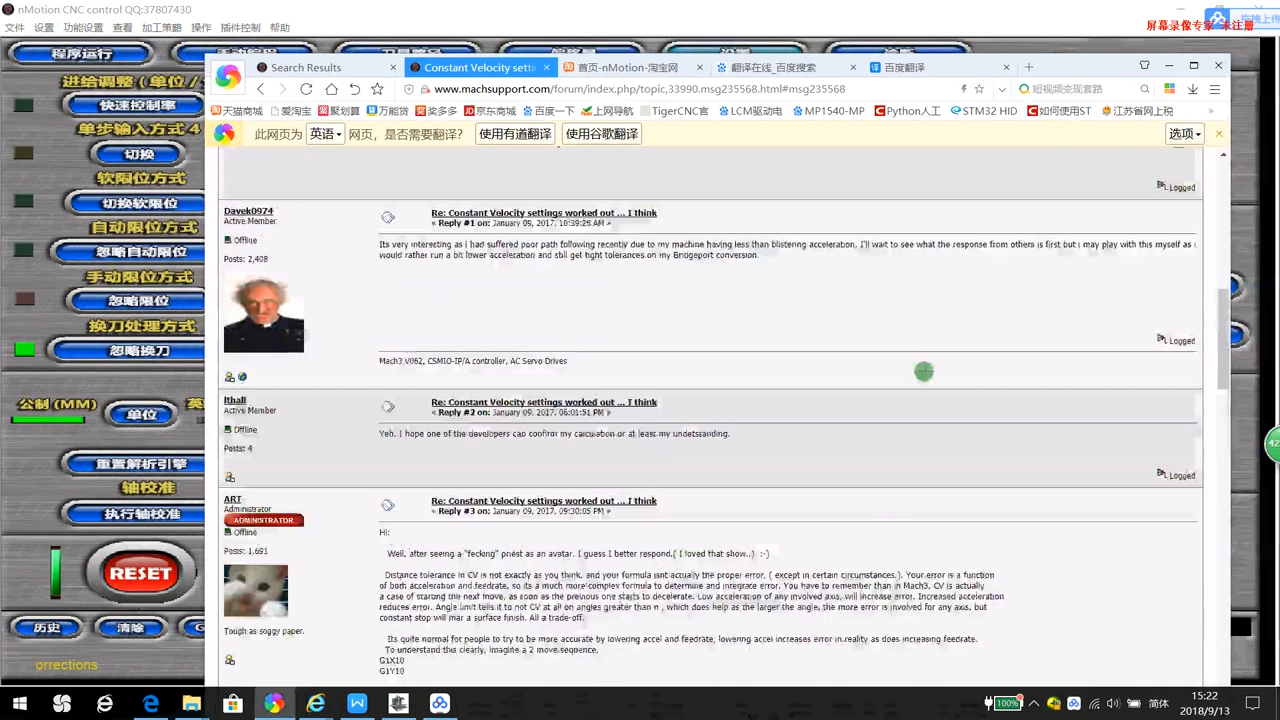 nMotion CNC control QQ:37807430
文件 设置 功能设置 查看 加工策略 操作 插件控制 帮助
屏幕录像专家 未注册
拖拽上传
程序运行
设置
进给调整 (单位 /
快速控制率
单步输入方式 4
切换
软限位方式
切换软限位
自动限位方式
忽略自动限位
手动限位方式
忽略限位
换刀处理方式
忽略换刀
公制 (MM)
单位
重置解析引擎
轴校准
执行轴校准
RESET
历史 清除
orrections
Search Results
Constant Velocity setti
首页-nMotion-淘宝网
翻译在线_百度搜索
百度翻译
www.machsupport.com/forum/index.php/topic,33990.msg235568.html#msg235568
短视频变现套路
天猫商城 爱淘宝 聚划算 万能贷 奖多多 京东商城 百度一下 上网导航 TigerCNC官 LCM驱动电 MP1540-MP Python人工 STM32 HID 如何使用ST 江苏省网上税
此网页为 英语 网页，是否需要翻译? 使用有道翻译 使用谷歌翻译 选项
Logged
Davek0974
Active Member
Offline
Posts: 2,408
Re: Constant Velocity settings worked out ... I think
« Reply #1 on: January 09, 2017, 10:39:26 AM »
Its very interesting as i had suffered poor path following recently due to my machine having less than blistering acceleration, I'll wait to see what the response from others is first but i may play with this myself as i
would rather run a bit lower acceleration and still get tight tolerances on my Bridgeport conversion.
Logged
Mach3 V062, CSMIO-IP/A controller, AC Servo Drives
lthall
Active Member
Offline
Posts: 4
Re: Constant Velocity settings worked out ... I think
« Reply #2 on: January 09, 2017, 06:01:51 PM »
Yeh. I hope one of the developers can confirm my calculation or at least my undetstanding.
Logged
ART
Administrator
ADMINISTRATOR
Offline
Posts: 1,691
Tough as soggy paper.
Re: Constant Velocity settings worked out ... I think
« Reply #3 on: January 09, 2017, 09:30:05 PM »
Hi:
Well, after seeing a "fecking" priest as an avatar. I guess I better respond.( I loved that show..) :-)
Distance tolerance in CV is not exactly as you think, and your formula isnt actually the proper error, ( except in certain circumstances.). Your error is a function
of both acceleration and feedrate, so its a much more complex formula to determine and integrate error. You have to remember than in Mach3, CV is actually
a case of starting the next move, as soon as the previous one starts to decelerate. Low acceleration of any involved axis, will increase error. Increased acceleration
reduces error. Angle limit tells it to not CV at all on angles greater than n , which does help as the larger the angle, the more error is involved for any axis, but
constant stop will mar a surface finish. All a trade-off.
Its quite normal for people to try to be more accurate by lowering accel and feedrate, lowering accel increases error in reality as does increasing feedrate.
To understand this clearly, imagine a 2 move sequence,
G1X10
G1Y10
100%
简体
15:22
2018/9/13